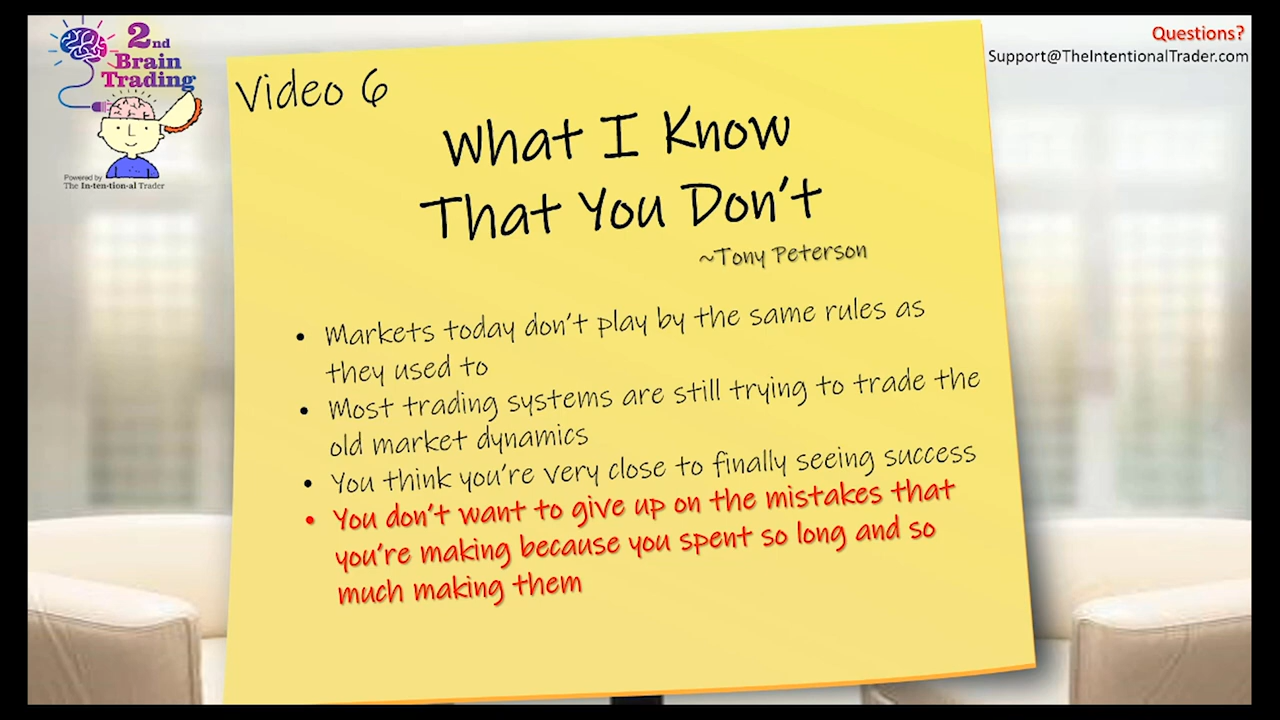 2nd
Brain
Trading
Powered by
The In-ten-tion-al Trader
Questions?
Support@TheIntentionalTrader.com
Video 6
What I Know
That You Don't
~Tony Peterson
• Markets today don't play by the same rules as
they used to
• Most trading systems are still trying to trade the
old market dynamics
• You think you're very close to finally seeing success
• You don't want to give up on the mistakes that
you're making because you spent so long and so
much making them